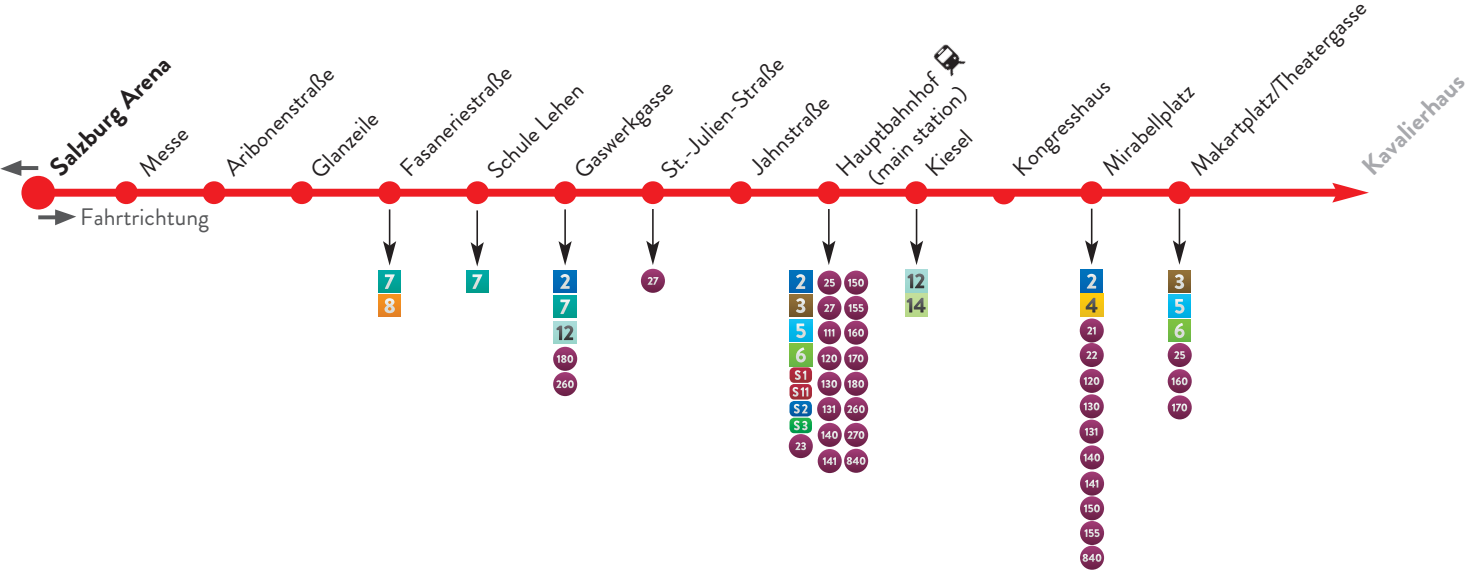 Salzburg Arena
Messe
Aribonenstraße
Glanzeile
Fasaneriestraße
Schule Lehen
Gaswerkgasse
St.-Julien-Straße
Jahnstraße
Hauptbahnhof
(main station)
Kiesel
Kongresshaus
Mirabellplatz
Makartplatz/Theatergasse
Kavalierhaus
Fahrtrichtung
7
8
7
2
7
12
180
260
27
2
3
5
6
S1
S11
S2
S3
23
25
27
111
120
130
131
140
141
150
155
160
170
180
260
270
840
12
14
2
4
21
22
120
130
131
140
141
150
155
840
3
5
6
25
160
170